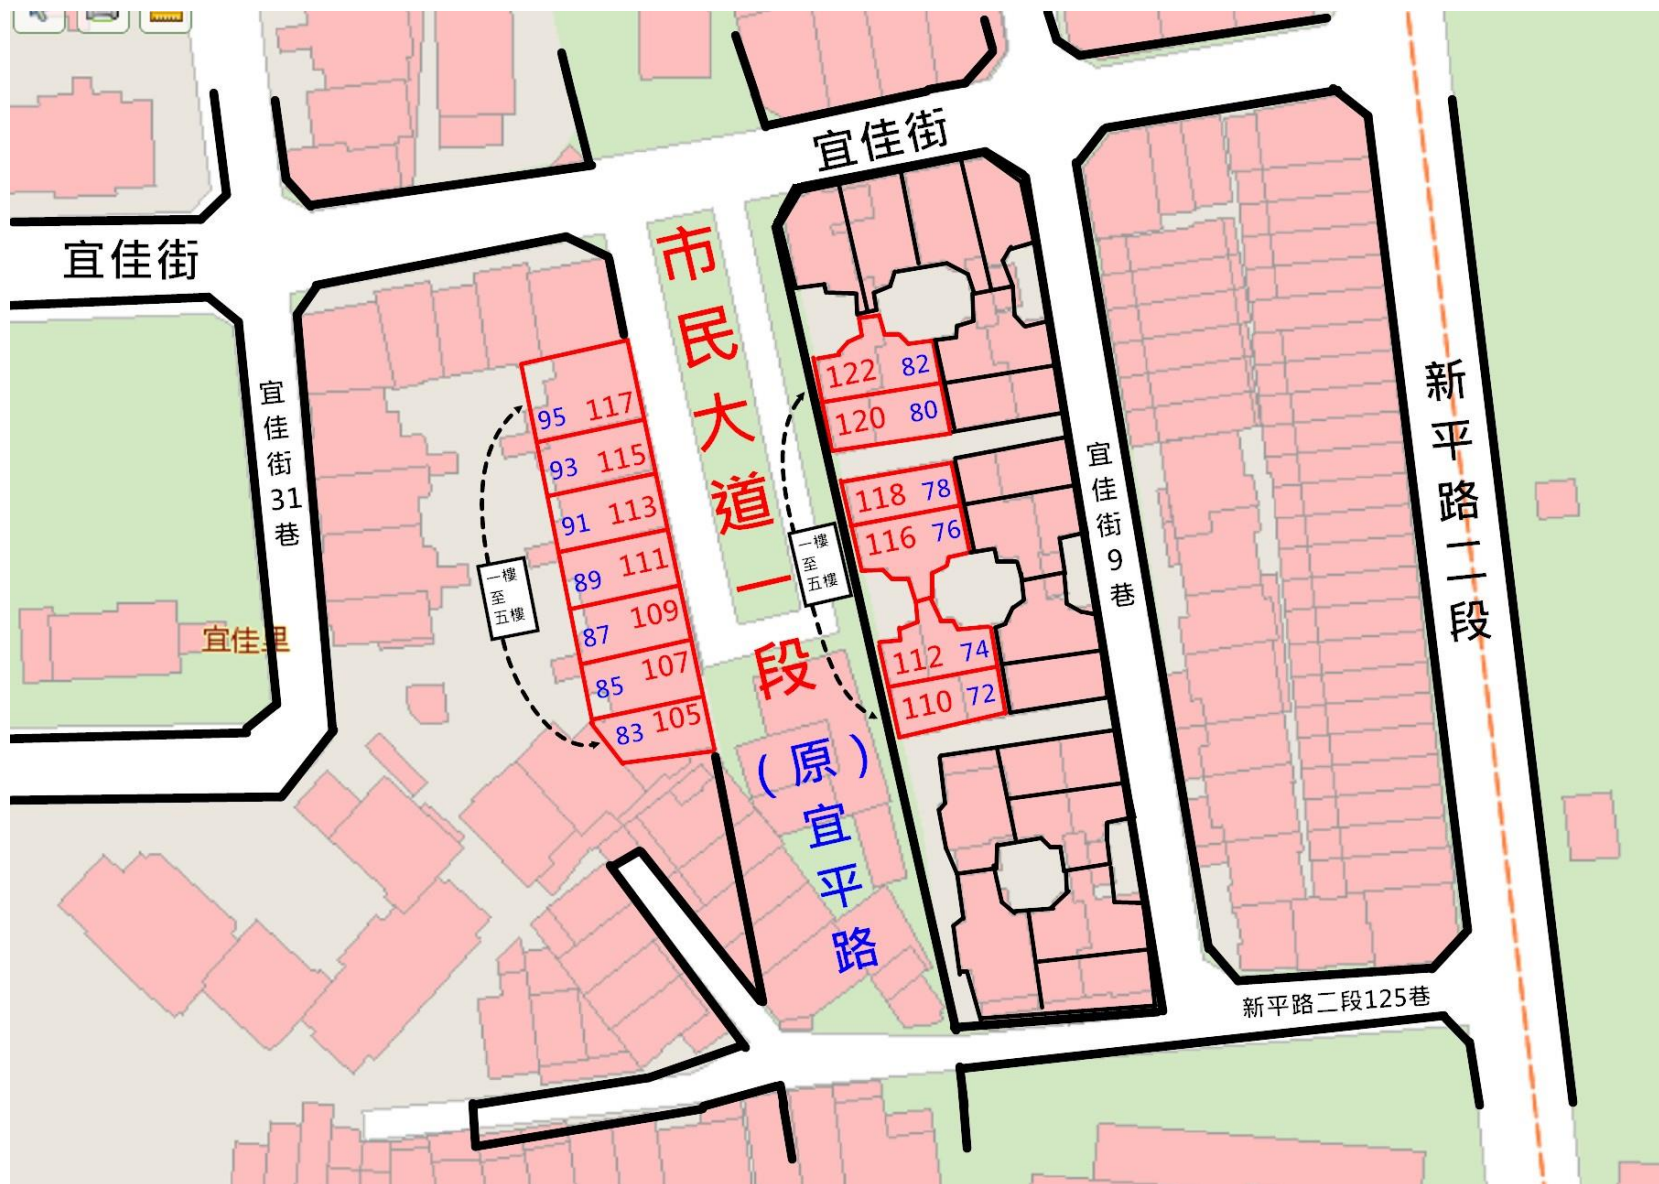 宜佳街
宜佳街
市民大道一段
(原)宜平路
宜佳街31巷
宜佳街9巷
新平路二段
宜佳里
新平路二段125巷
95 117
93 115
91 113
89 111
87 109
85 107
83 105
一樓
至
五樓
122 82
120 80
118 78
116 76
112 74
110 72
一樓
至
五樓